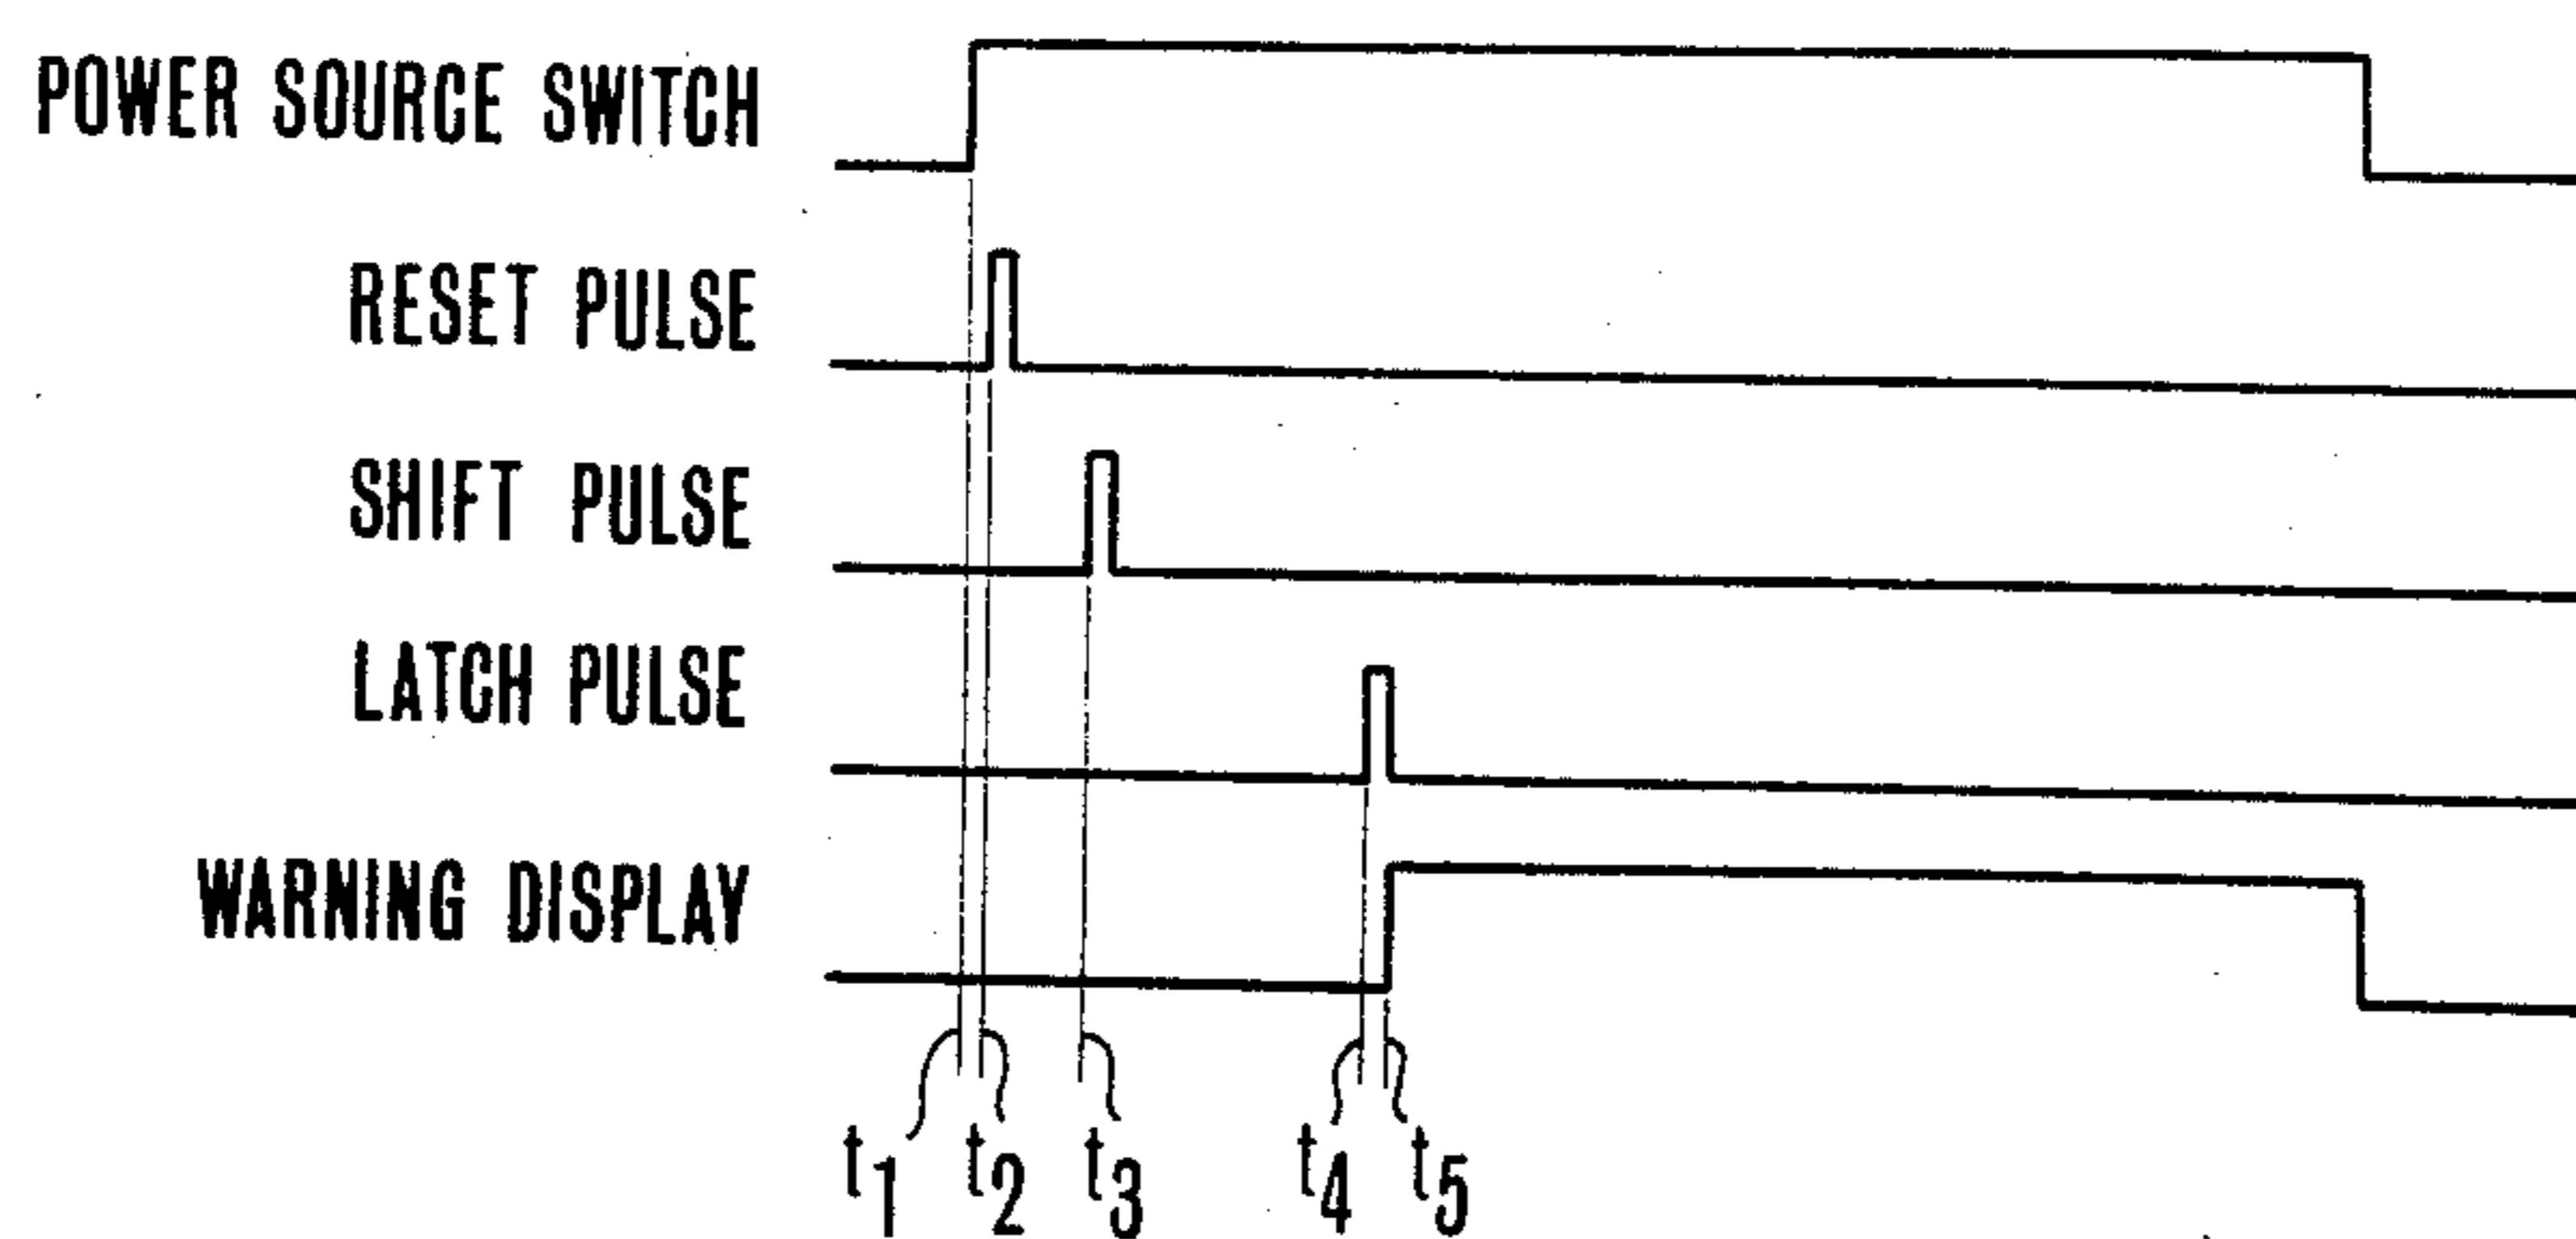 POWER SOURCE SWITCH
RESET PULSE
SHIFT PULSE
LATCH PULSE
WARNING DISPLAY
t1 t2 t3 t4 t5